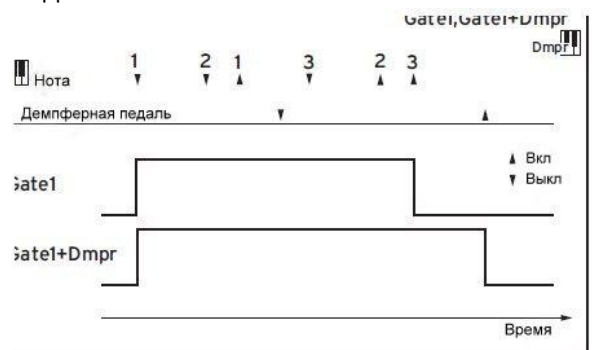 Gate1,Gate1+Dmpr
Dmpr
1 2 1 3 2 3
Нота
Демпферная педаль
Вкл
Выкл
Gate1
Gate1+Dmpr
Время